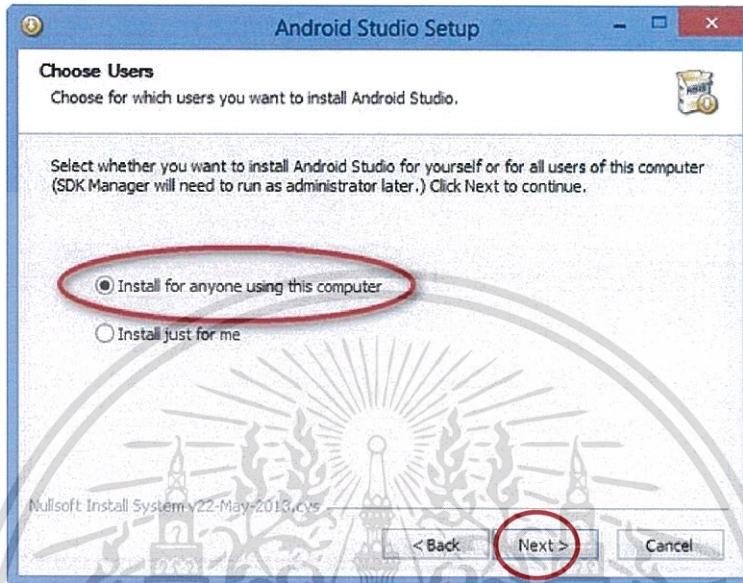 Android Studio Setup
Choose Users
Choose for which users you want to install Android Studio.
Select whether you want to install Android Studio for yourself or for all users of this computer
(SDK Manager will need to run as administrator later.) Click Next to continue.
Install for anyone using this computer
Install just for me
Nullsoft Install System v22-May-2013.cvs
< Back Next > Cancel